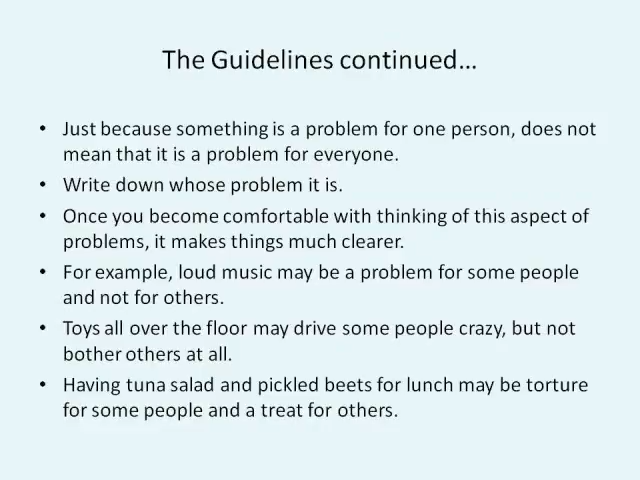 The Guidelines continued…
• Just because something is a problem for one person, does not
mean that it is a problem for everyone.
• Write down whose problem it is.
• Once you become comfortable with thinking of this aspect of
problems, it makes things much clearer.
• For example, loud music may be a problem for some people
and not for others.
• Toys all over the floor may drive some people crazy, but not
bother others at all.
• Having tuna salad and pickled beets for lunch may be torture
for some people and a treat for others.